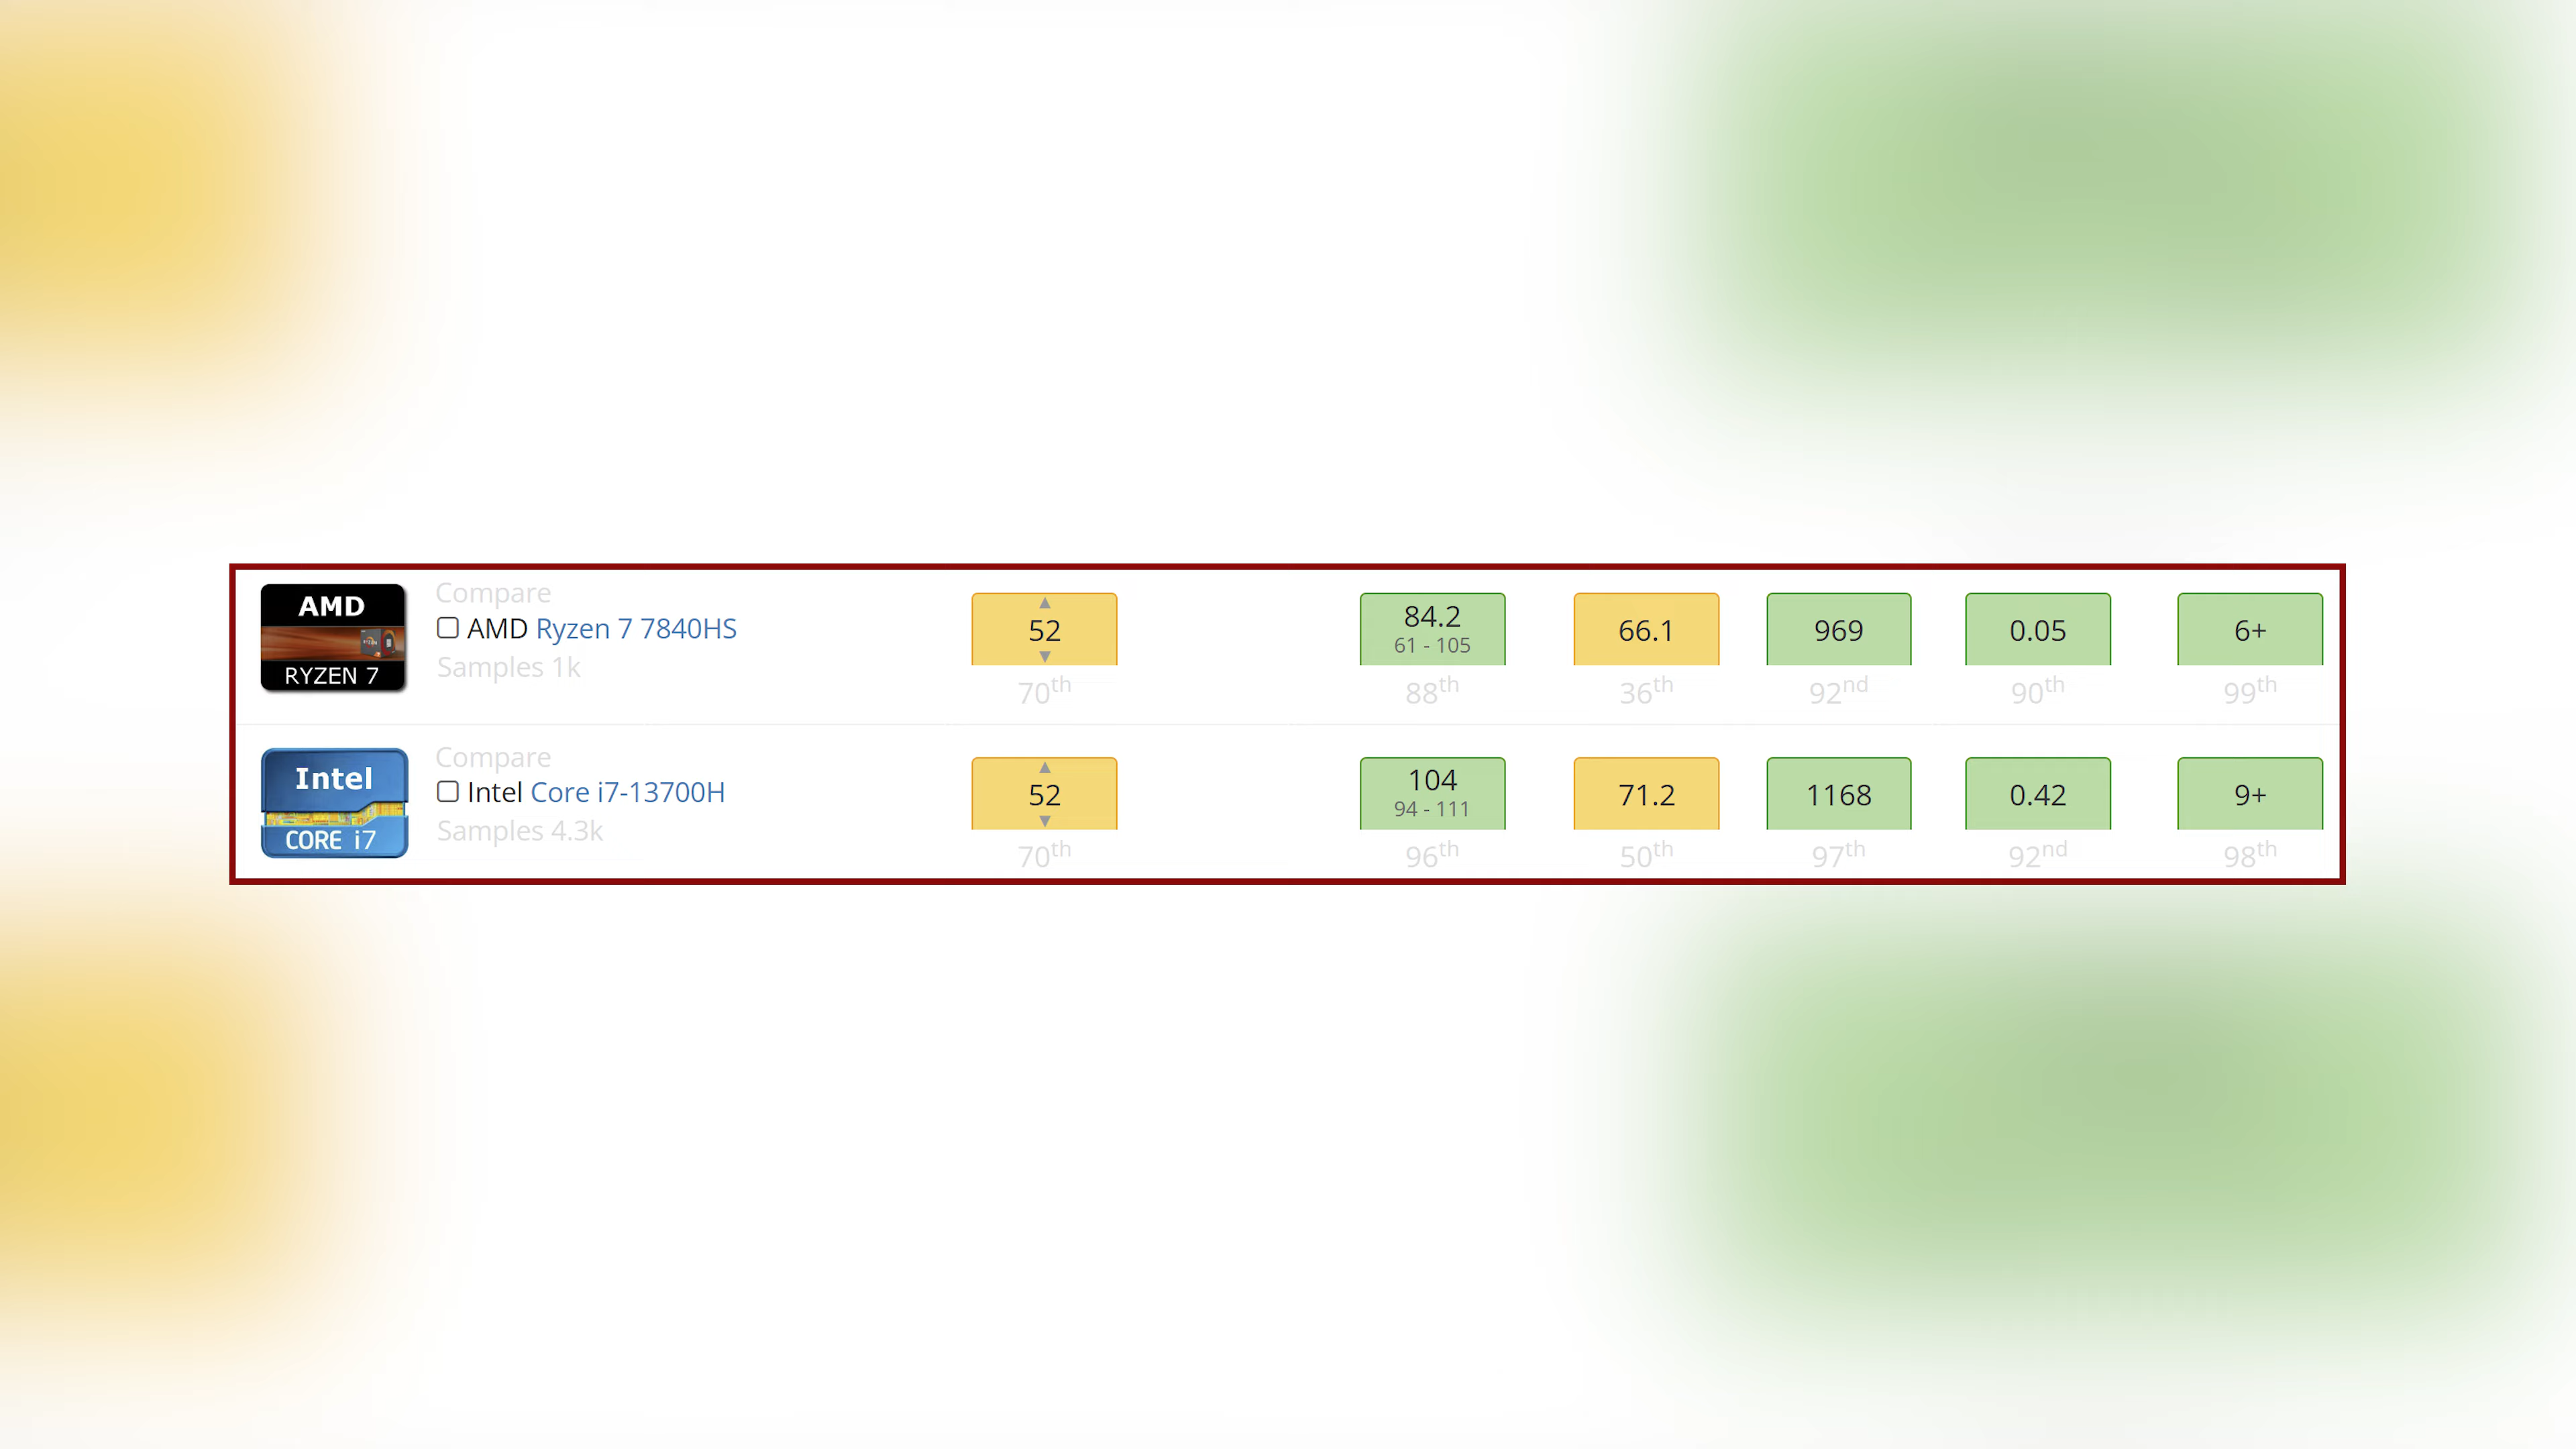 AMD
RYZEN 7
Compare
AMD Ryzen 7 7840HS
Samples 1k
52
70th
84.2
61 - 105
88th
66.1
36th
969
92nd
0.05
90th
6+
99th
Intel
CORE i7
Compare
Intel Core i7-13700H
Samples 4.3k
52
70th
104
94 - 111
96th
71.2
50th
1168
97th
0.42
92nd
9+
98th